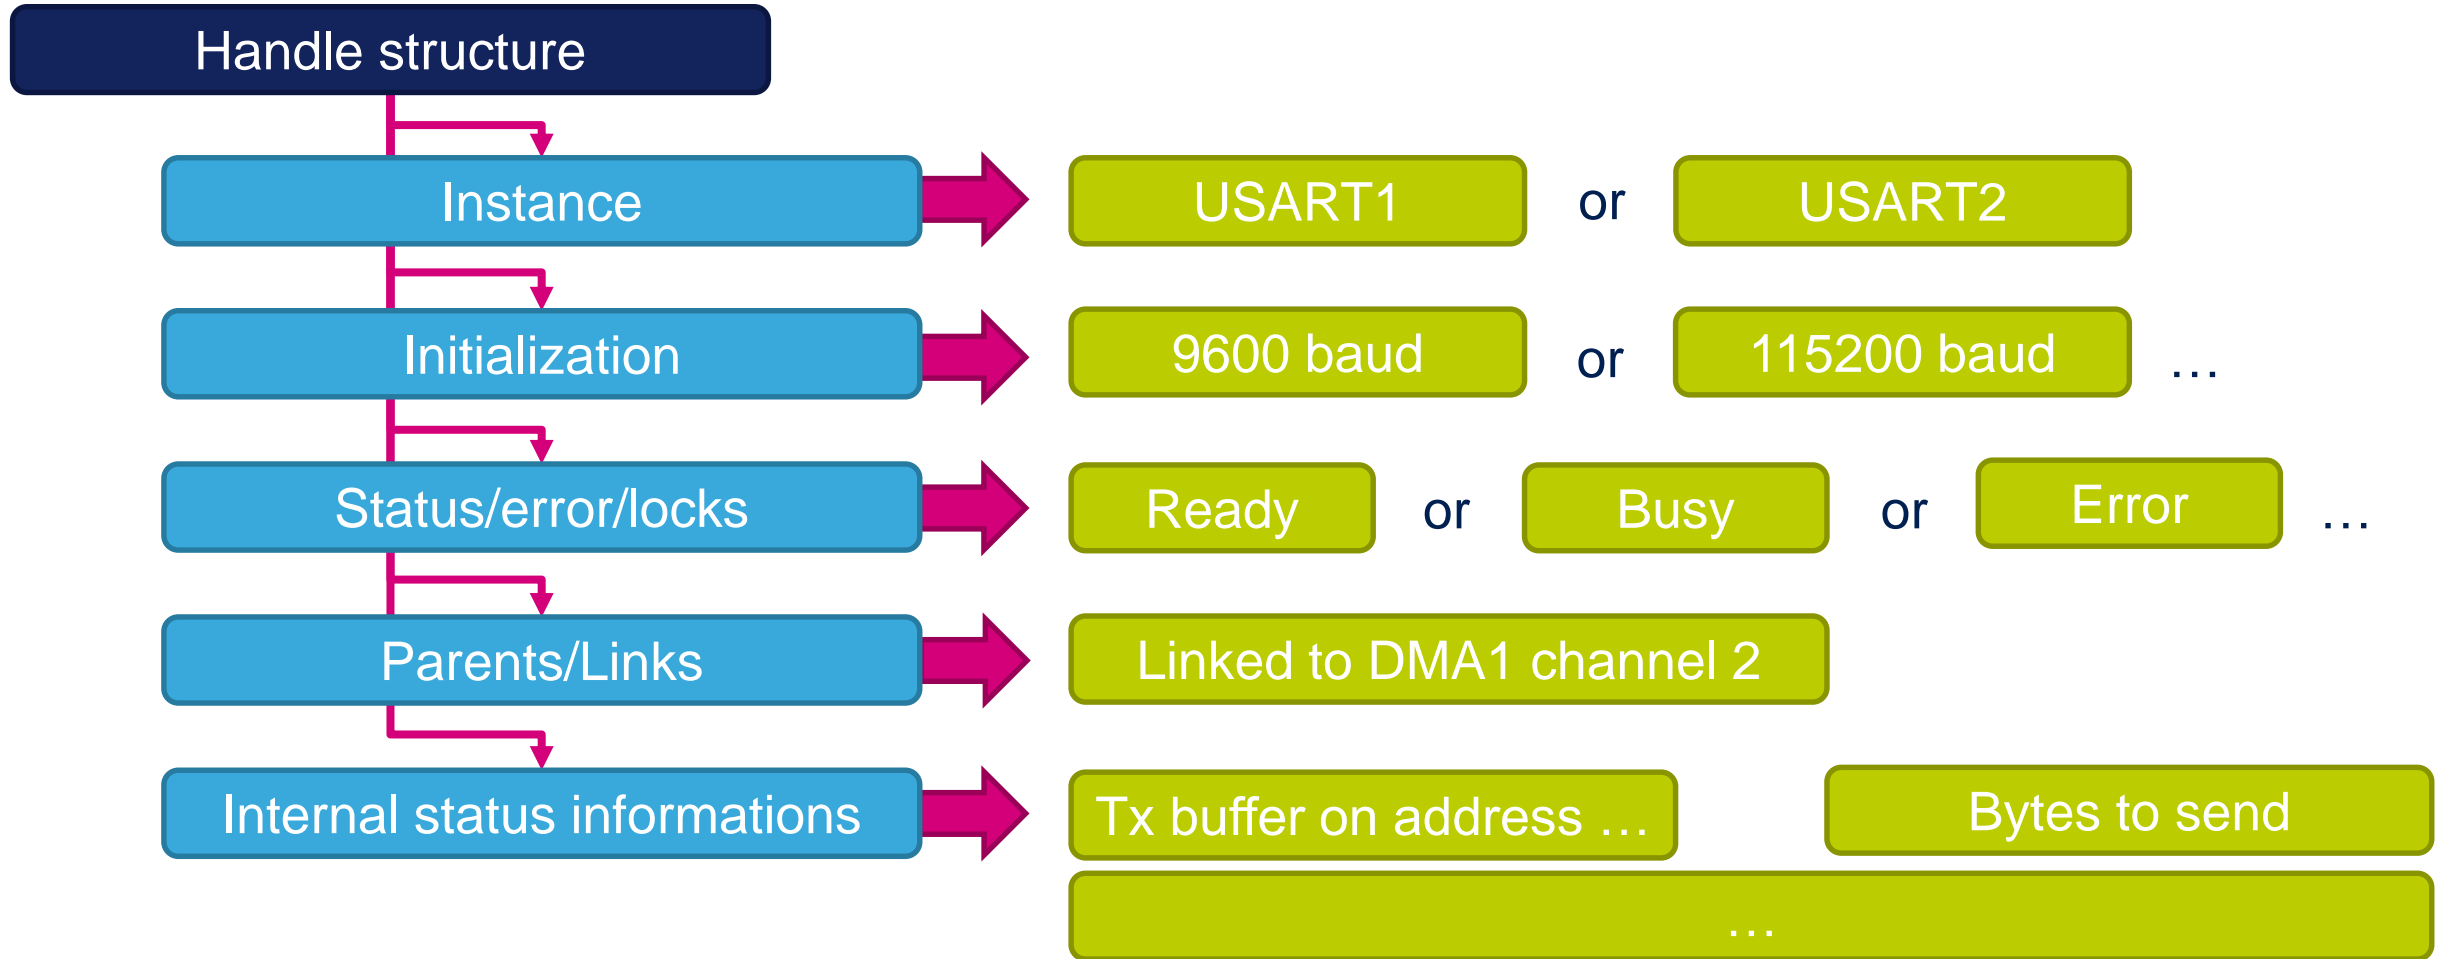 Handle structure
Instance
USART1 or USART2
Initialization
9600 baud or 115200 baud …
Status/error/locks
Ready or Busy or Error …
Parents/Links
Linked to DMA1 channel 2
Internal status informations
Tx buffer on address … Bytes to send
…